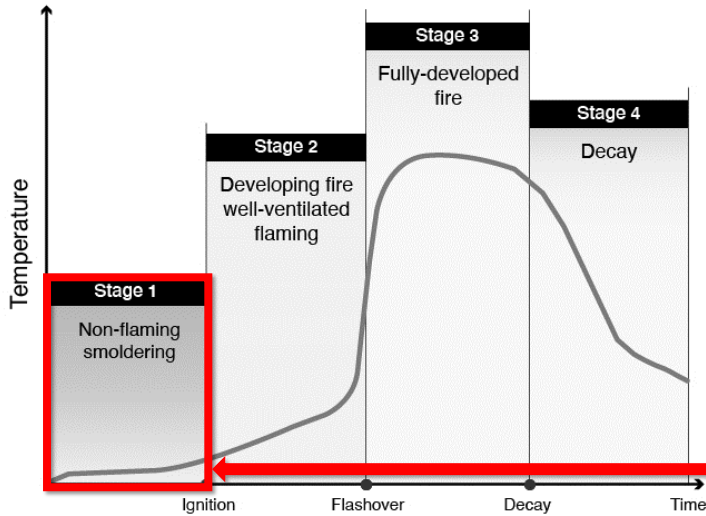 Stage 3
Fully-developed
fire
Stage 4
Decay
Stage 2
Developing fire
well-ventilated
flaming
Stage 1
Non-flaming
smoldering
Temperature
Ignition
Flashover
Decay
Time